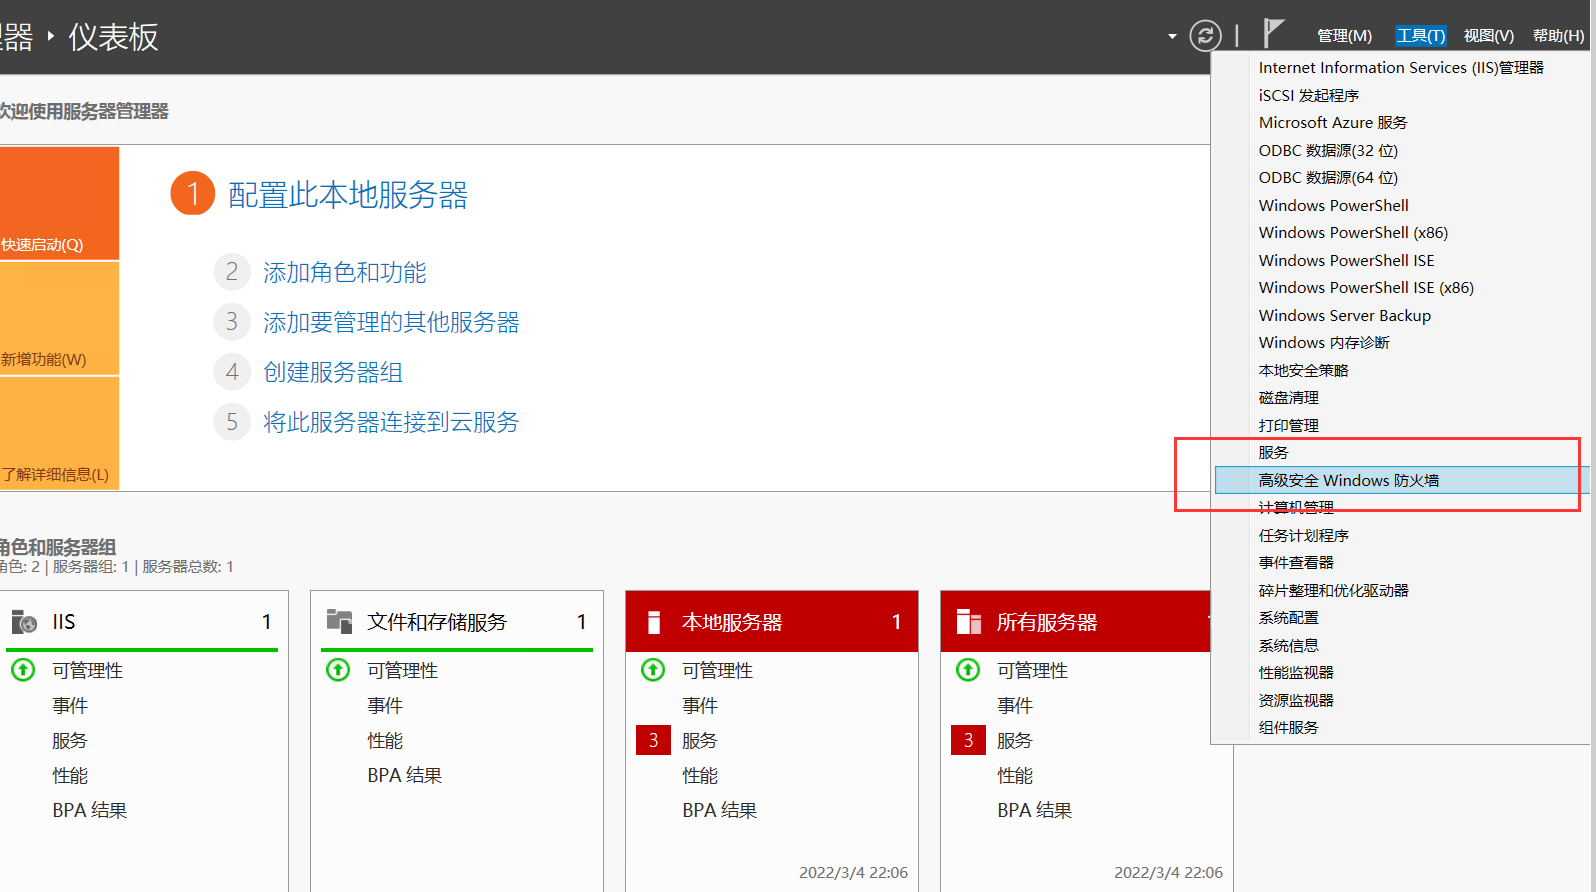 理器 ‣ 仪表板
管理(M) 工具(T) 视图(V) 帮助(H)
欢迎使用服务器管理器
快速启动(Q)
新增功能(W)
了解详细信息(L)
1 配置此本地服务器
2 添加角色和功能
3 添加要管理的其他服务器
4 创建服务器组
5 将此服务器连接到云服务
Internet Information Services (IIS)管理器
iSCSI 发起程序
Microsoft Azure 服务
ODBC 数据源(32 位)
ODBC 数据源(64 位)
Windows PowerShell
Windows PowerShell (x86)
Windows PowerShell ISE
Windows PowerShell ISE (x86)
Windows Server Backup
Windows 内存诊断
本地安全策略
磁盘清理
打印管理
服务
高级安全 Windows 防火墙
计算机管理
任务计划程序
事件查看器
碎片整理和优化驱动器
系统配置
系统信息
性能监视器
资源监视器
组件服务
角色和服务器组
角色: 2 | 服务器组: 1 | 服务器总数: 1
IIS 1
可管理性
事件
服务
性能
BPA 结果
文件和存储服务 1
可管理性
事件
性能
BPA 结果
本地服务器 1
可管理性
事件
3 服务
性能
BPA 结果
2022/3/4 22:06
所有服务器 1
可管理性
事件
3 服务
性能
BPA 结果
2022/3/4 22:06